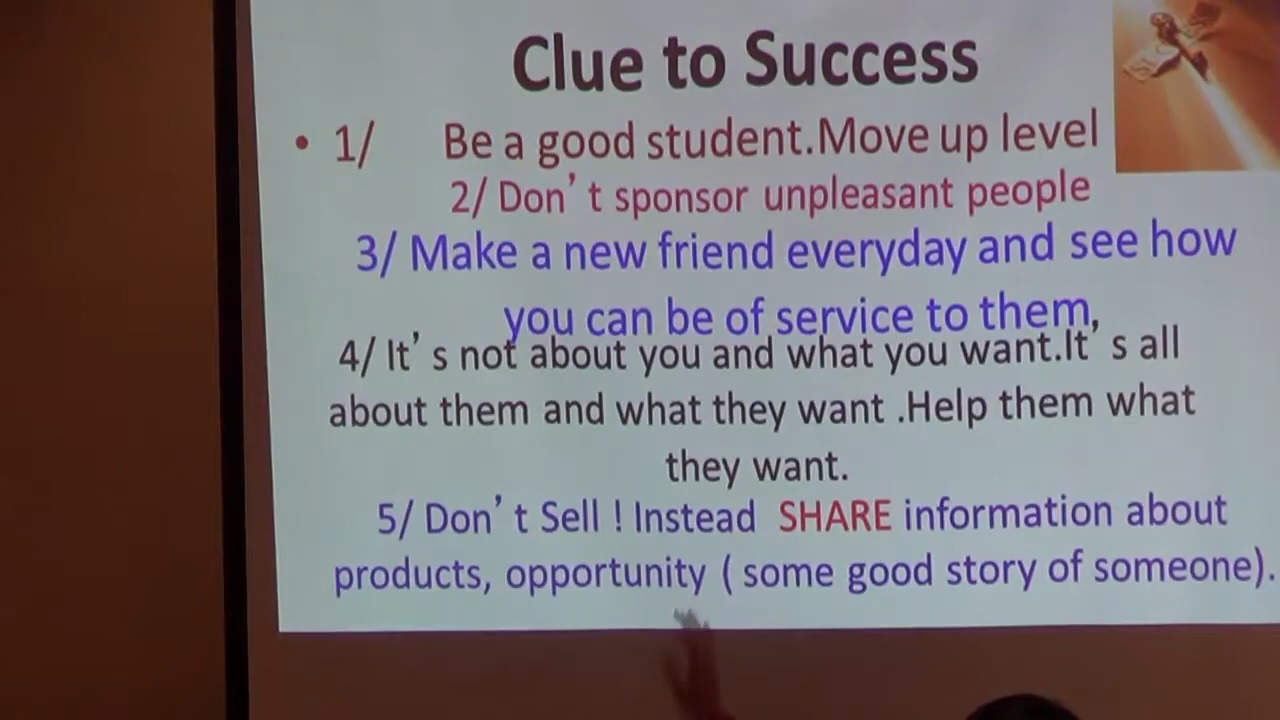 Clue to Success
• 1/ Be a good student.Move up level
2/ Don't sponsor unpleasant people
3/ Make a new friend everyday and see how
you can be of service to them,
4/ It's not about you and what you want.It's all
about them and what they want .Help them what
they want.
5/ Don't Sell ! Instead SHARE information about
products, opportunity ( some good story of someone).